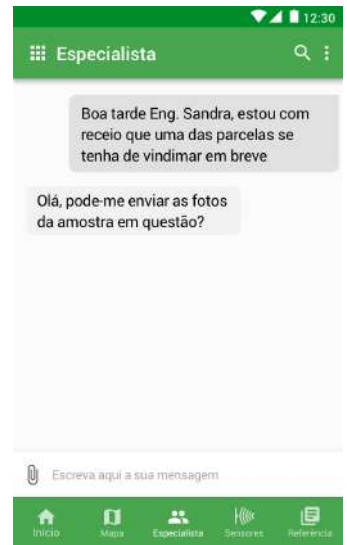 12:30
Especialista
Boa tarde Eng. Sandra, estou com
receio que uma das parcelas se
tenha de vindimar em breve
Olá, pode-me enviar as fotos
da amostra em questão?
Escreva aqui a sua mensagem
Início Mapa Especialista Sensores Referência